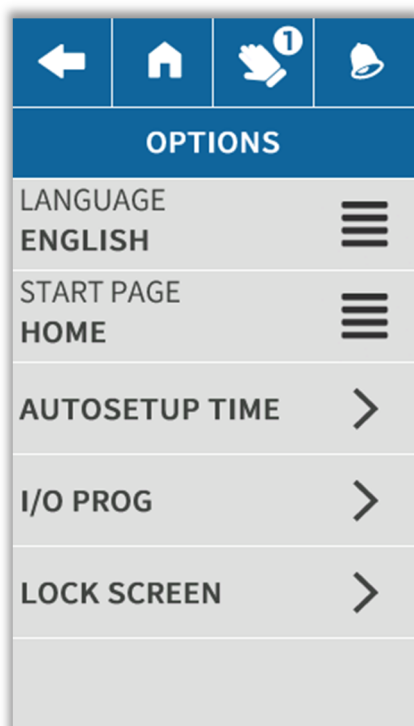 1
OPTIONS
LANGUAGE
ENGLISH
START PAGE
HOME
AUTOSETUP TIME
I/O PROG
LOCK SCREEN